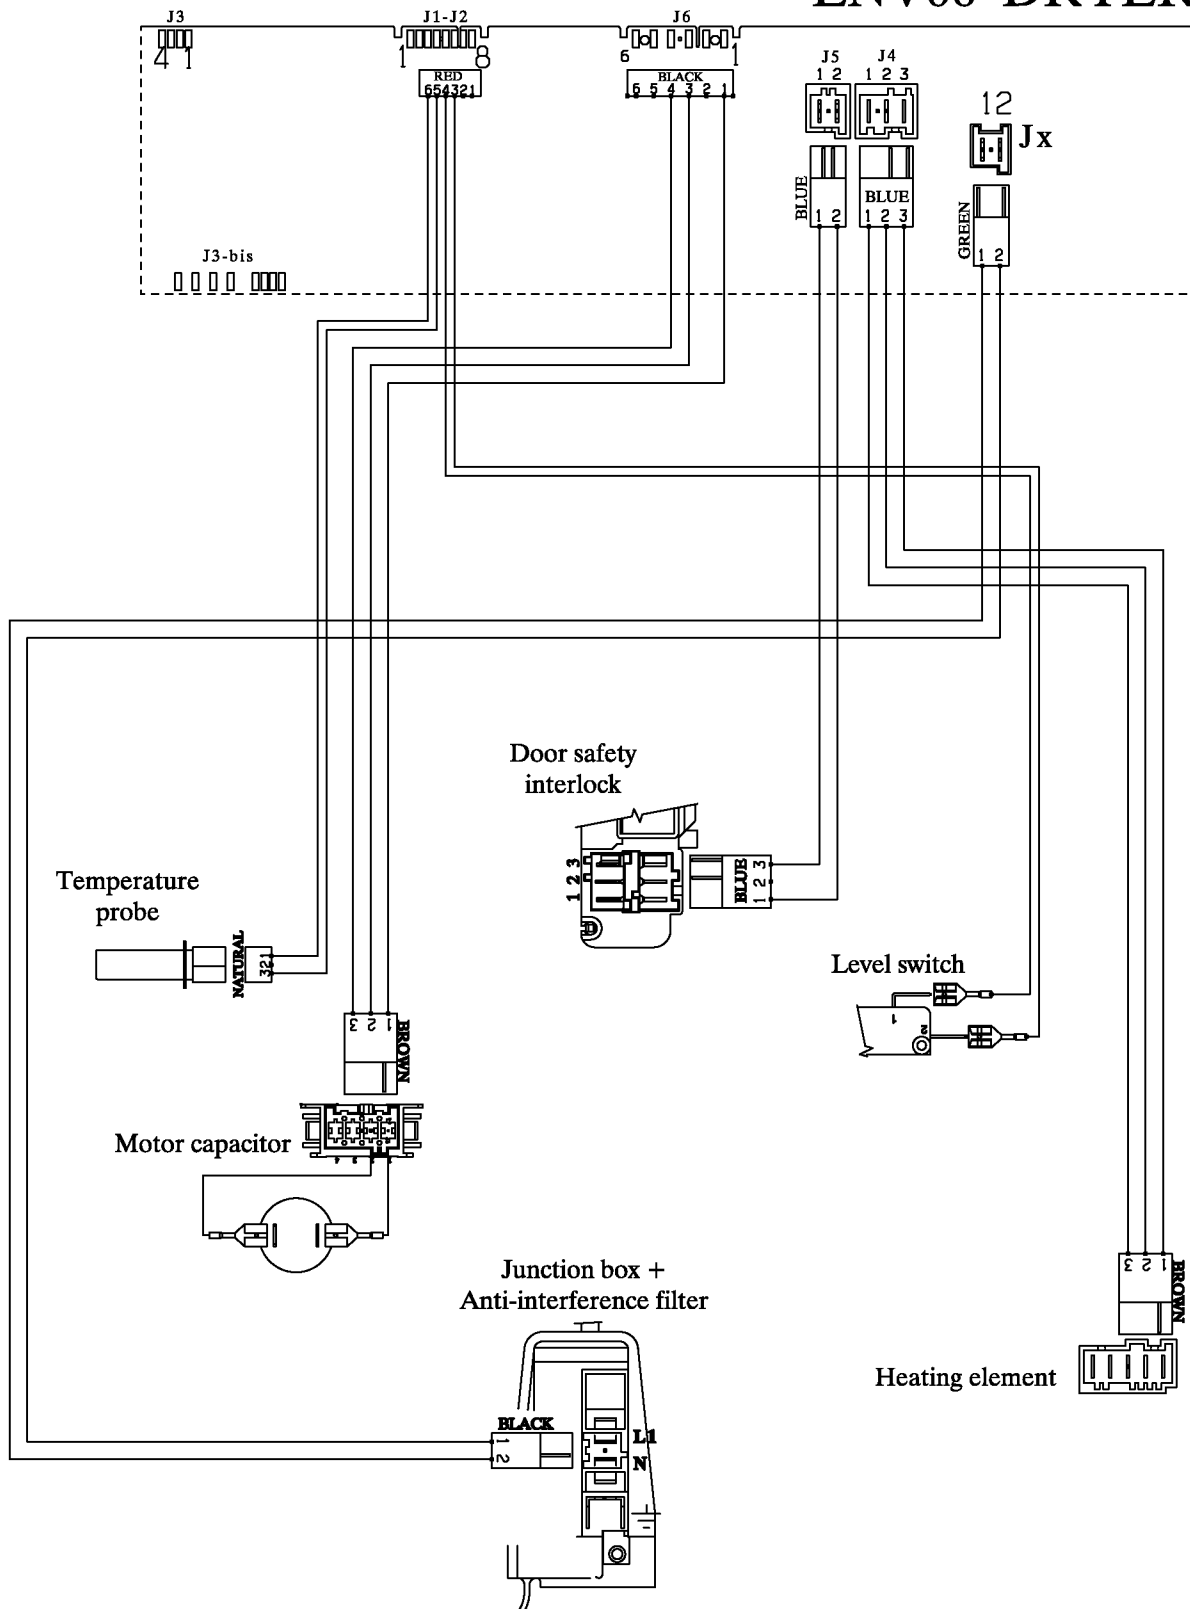 J3
J1-J2
J6
4 1
1 8
6 1
RED
654321
BLACK
6 5 4 3 2 1
J5
1 2
J4
1 2 3
12
Jx
BLUE
1 2
BLUE
1 2 3
GREEN
1 2
J3-bis
Door safety
interlock
1 2 3
BLUE
1 2 3
Temperature
probe
NATURAL
321
Level switch
1
2
3 2 1
BROWN
Motor capacitor
Junction box +
Anti-interference filter
BLACK
1
2
L1
N
3 2 1
BROWN
Heating element